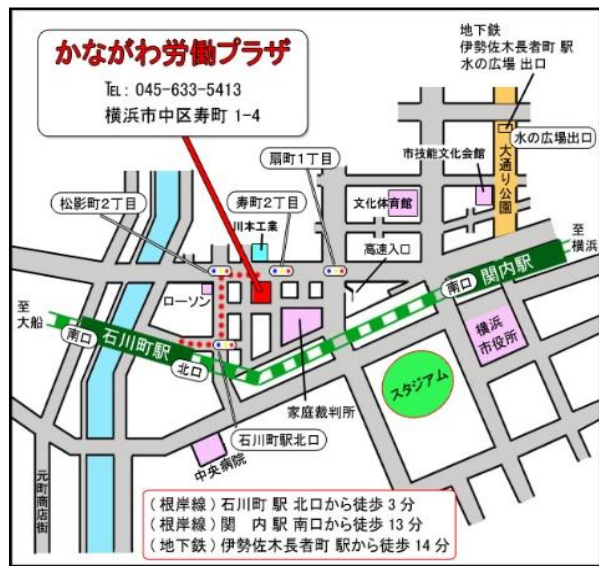 かながわ労働プラザ
℡: 045-633-5413
横浜市中区寿町 1-4
地下鉄
伊勢佐木長者町 駅
水の広場 出口
水の広場出口
大通り公園
市技能文化会館
扇町1丁目
文化体育館
松影町2丁目
寿町2丁目
川本工業
高速入口
至
横浜
関内駅
南口
ローソン
至
大船
南口
石川町駅
北口
横浜
市役所
スタジアム
家庭裁判所
石川町駅北口
中央病院
元町商店街
(根岸線) 石川町 駅 北口から徒歩 3 分
(根岸線) 関 内 駅 南口から徒歩 13 分
(地下鉄) 伊勢佐木長者町 駅から徒歩 14 分